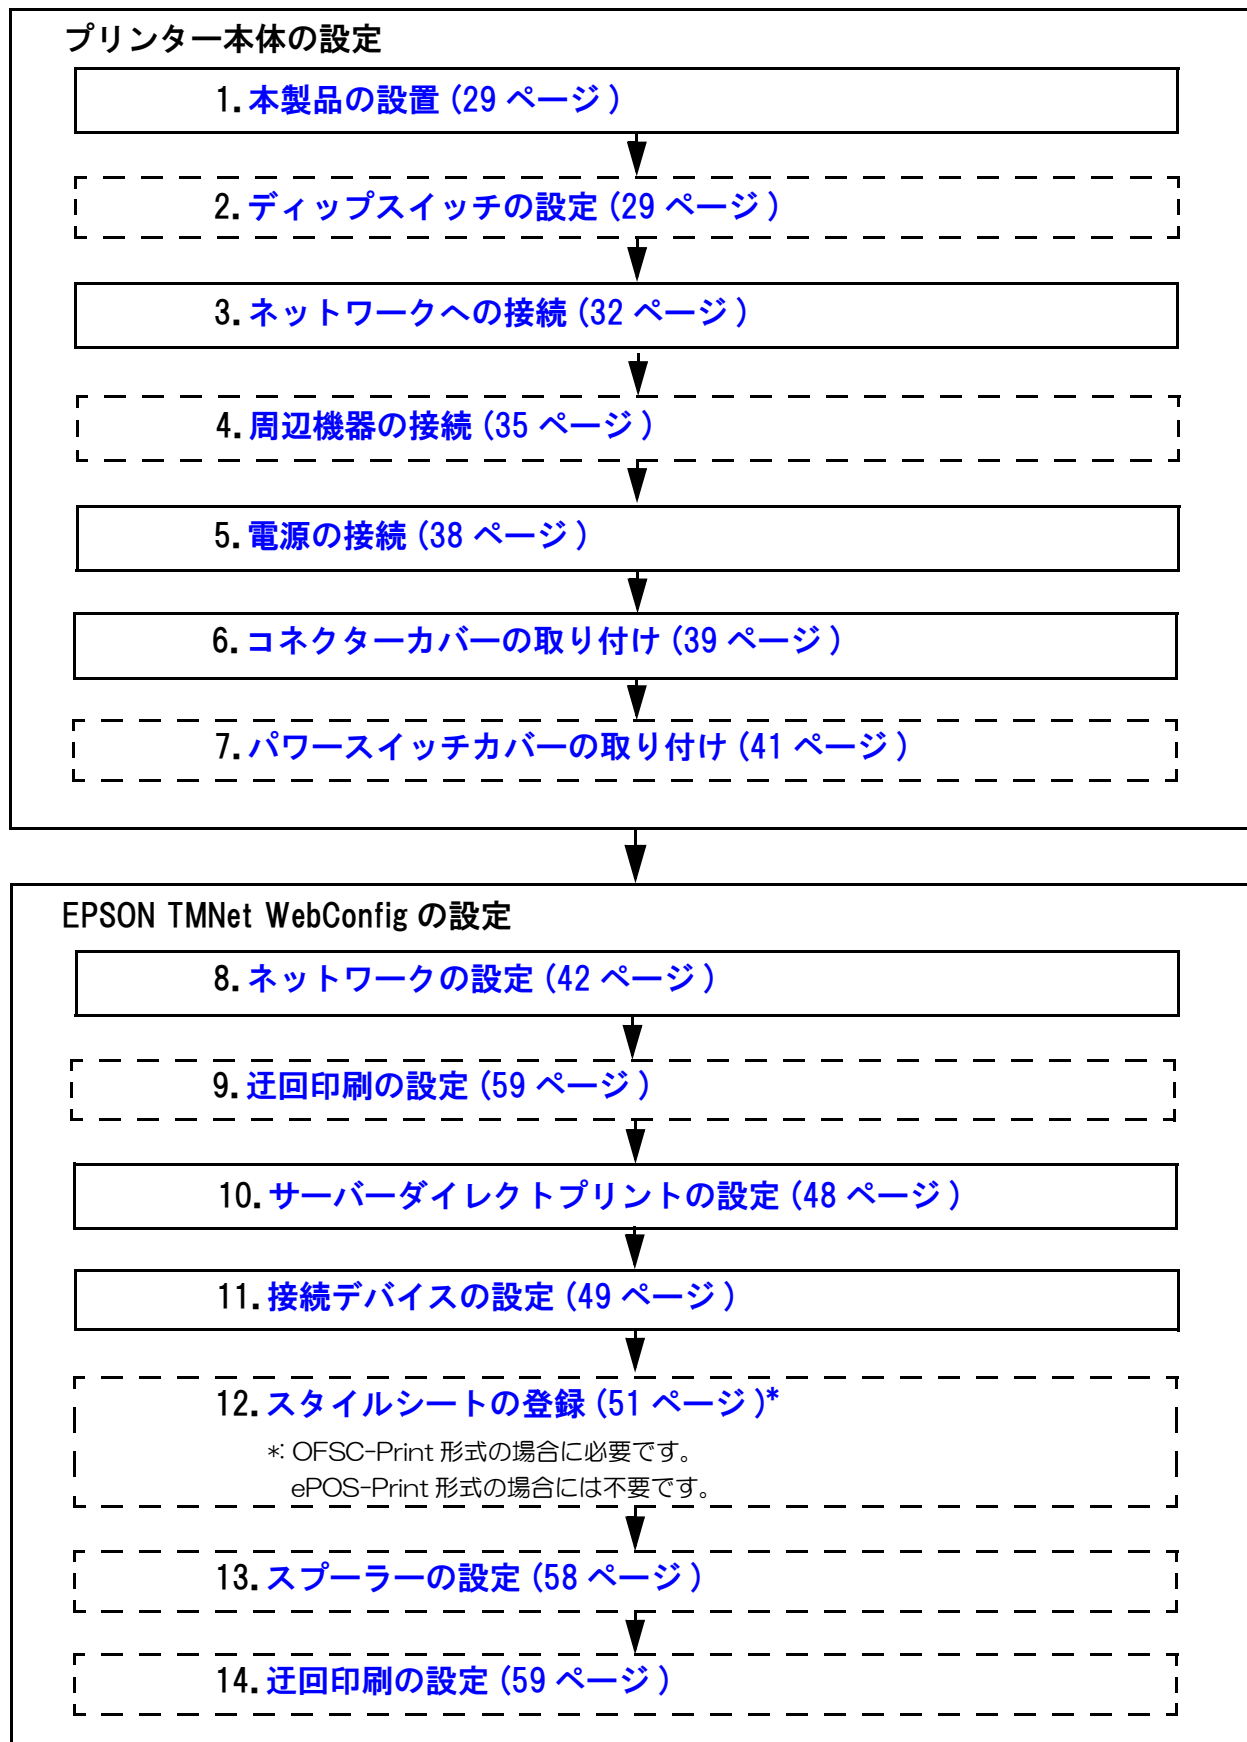 プリンター本体の設定
1. 本製品の設置 (29 ページ )
2. ディップスイッチの設定 (29 ページ )
3. ネットワークへの接続 (32 ページ )
4. 周辺機器の接続 (35 ページ )
5. 電源の接続 (38 ページ )
6. コネクターカバーの取り付け (39 ページ )
7. パワースイッチカバーの取り付け (41 ページ )
EPSON TMNet WebConfig の設定
8. ネットワークの設定 (42 ページ )
9. 迂回印刷の設定 (59 ページ )
10. サーバーダイレクトプリントの設定 (48 ページ )
11. 接続デバイスの設定 (49 ページ )
12. スタイルシートの登録 (51 ページ )*
*: OFSC-Print 形式の場合に必要です。
ePOS-Print 形式の場合には不要です。
13. スプーラーの設定 (58 ページ )
14. 迂回印刷の設定 (59 ページ )